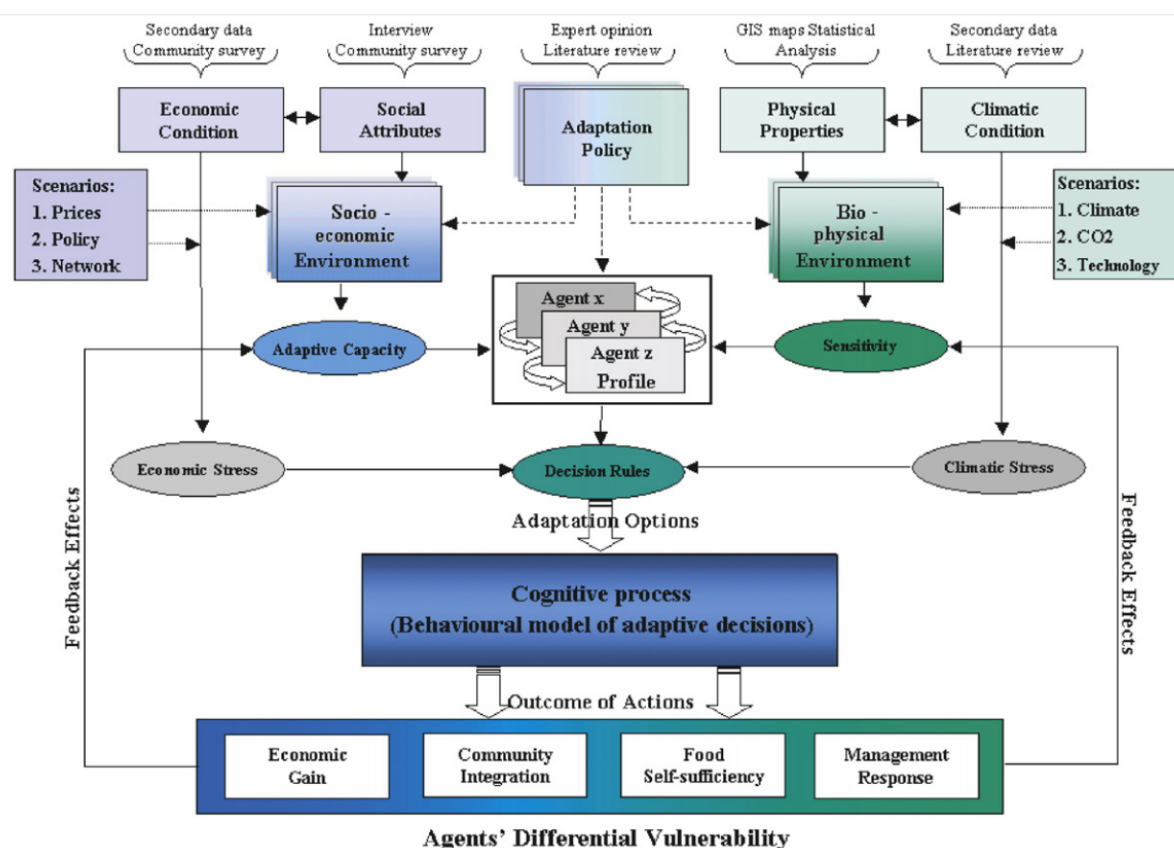 Secondary data
Community survey
Interview
Community survey
Expert opinion
Literature review
GIS maps Statistical
Analysis
Secondary data
Literature review
Economic
Condition
Social
Attributes
Adaptation
Policy
Physical
Properties
Climatic
Condition
Scenarios:
1. Prices
2. Policy
3. Network
Socio -
economic
Environment
Bio -
physical
Environment
Scenarios:
1. Climate
2. CO2
3. Technology
Agent x
Agent y
Agent z
Profile
Adaptive Capacity
Sensitivity
Economic Stress
Decision Rules
Climatic Stress
Adaptation Options
Feedback Effects
Feedback Effects
Cognitive process
(Behavioural model of adaptive decisions)
Outcome of Actions
Economic
Gain
Community
Integration
Food
Self-sufficiency
Management
Response
Agents' Differential Vulnerability